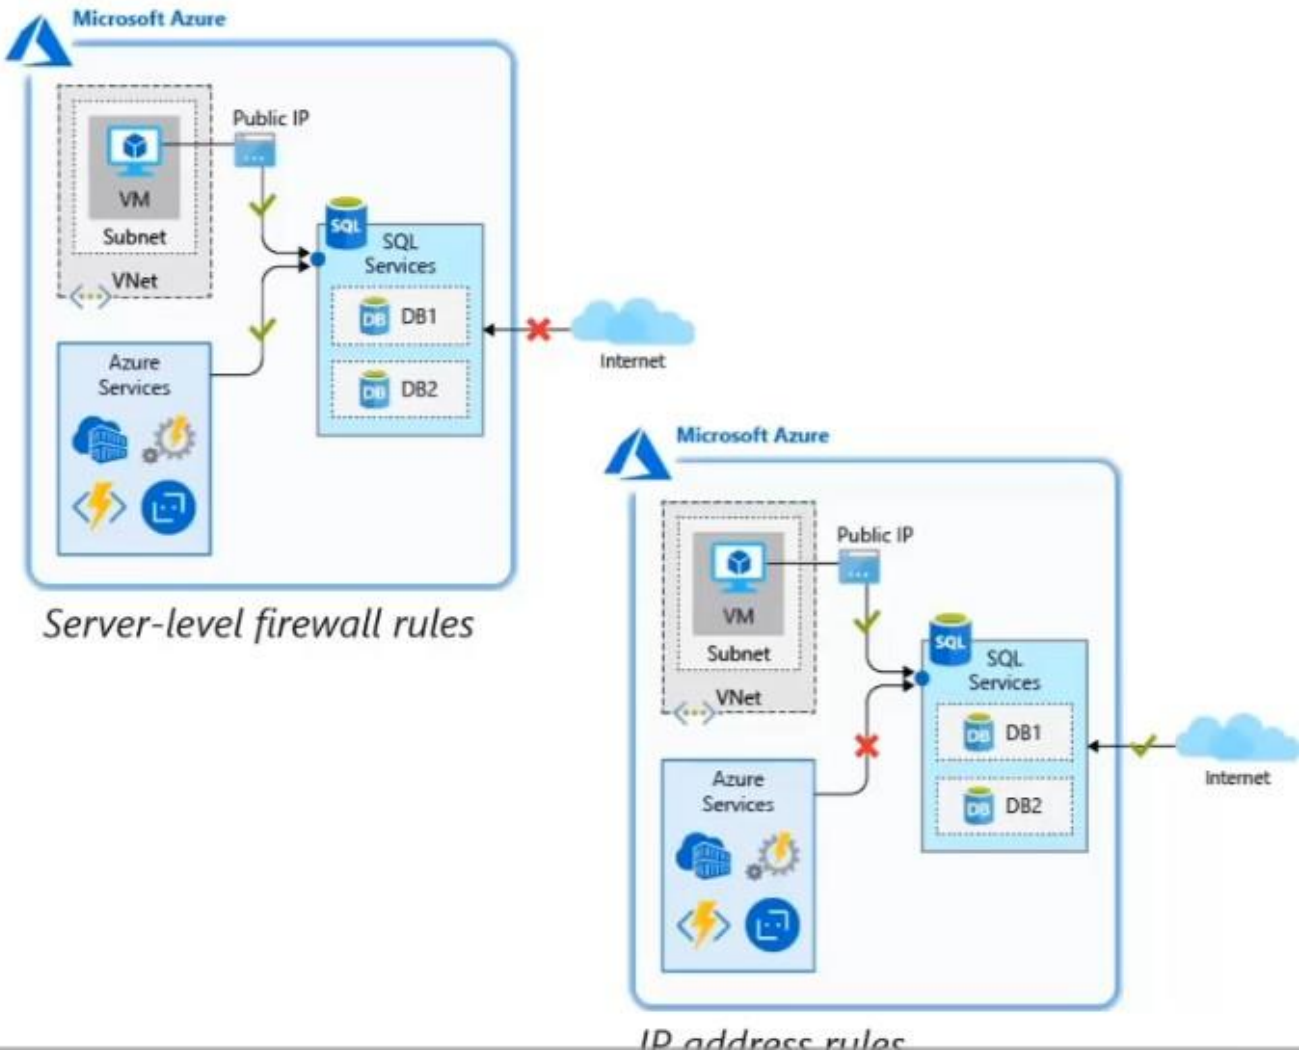 Microsoft Azure
Public IP
VM
Subnet
VNet
SQL
SQL
Services
DB
DB1
DB
DB2
Internet
Azure
Services
Server-level firewall rules
Microsoft Azure
Public IP
VM
Subnet
VNet
SQL
SQL
Services
DB
DB1
DB
DB2
Internet
Azure
Services
IP address rules